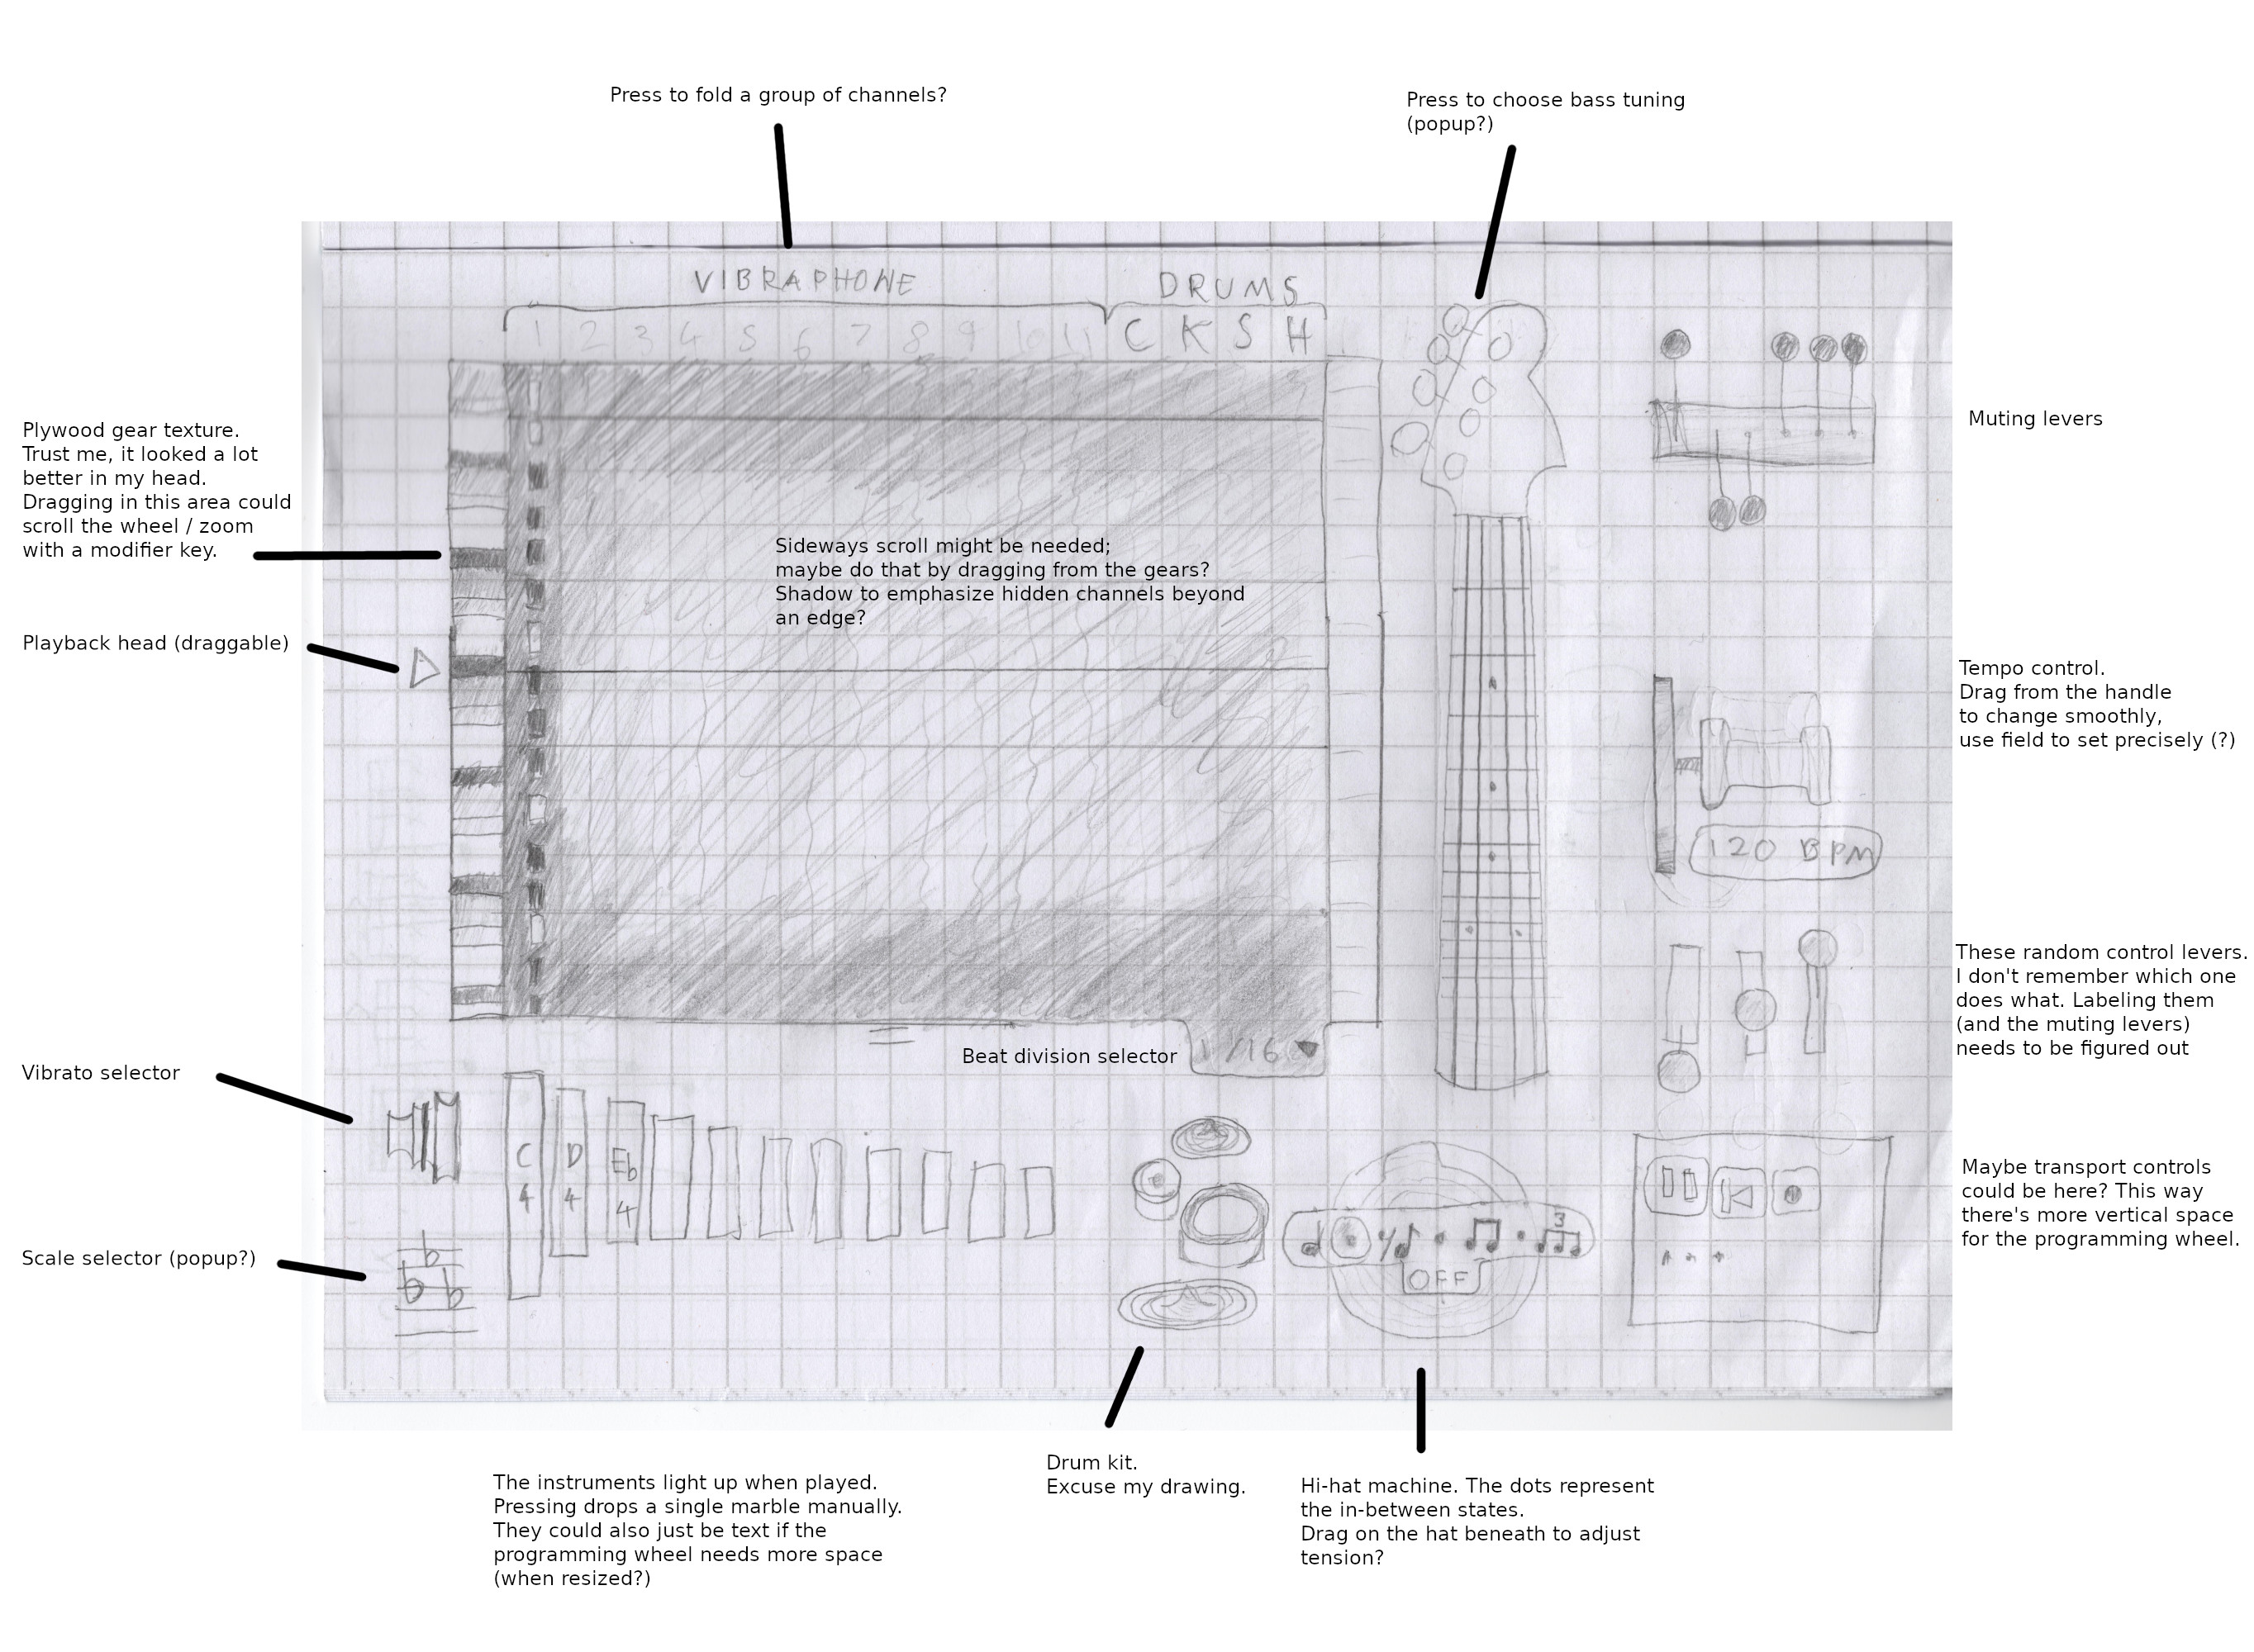 Press to fold a group of channels?
Press to choose bass tuning
(popup?)
VIBRAPHONE
DRUMS
1 2 3 4 5 6 7 8 9 10 11 C K S H
Muting levers
Plywood gear texture.
Trust me, it looked a lot
better in my head.
Dragging in this area could
scroll the wheel / zoom
with a modifier key.
Sideways scroll might be needed;
maybe do that by dragging from the gears?
Shadow to emphasize hidden channels beyond
an edge?
Playback head (draggable)
Tempo control.
Drag from the handle
to change smoothly,
use field to set precisely (?)
120 BPM
These random control levers.
I don't remember which one
does what. Labeling them
(and the muting levers)
needs to be figured out
Beat division selector
1/16
Vibrato selector
C
4
D
4
Eb
4
Maybe transport controls
could be here? This way
there's more vertical space
for the programming wheel.
3
OFF
Scale selector (popup?)
Drum kit.
Excuse my drawing.
The instruments light up when played.
Pressing drops a single marble manually.
They could also just be text if the
programming wheel needs more space
(when resized?)
Hi-hat machine. The dots represent
the in-between states.
Drag on the hat beneath to adjust
tension?